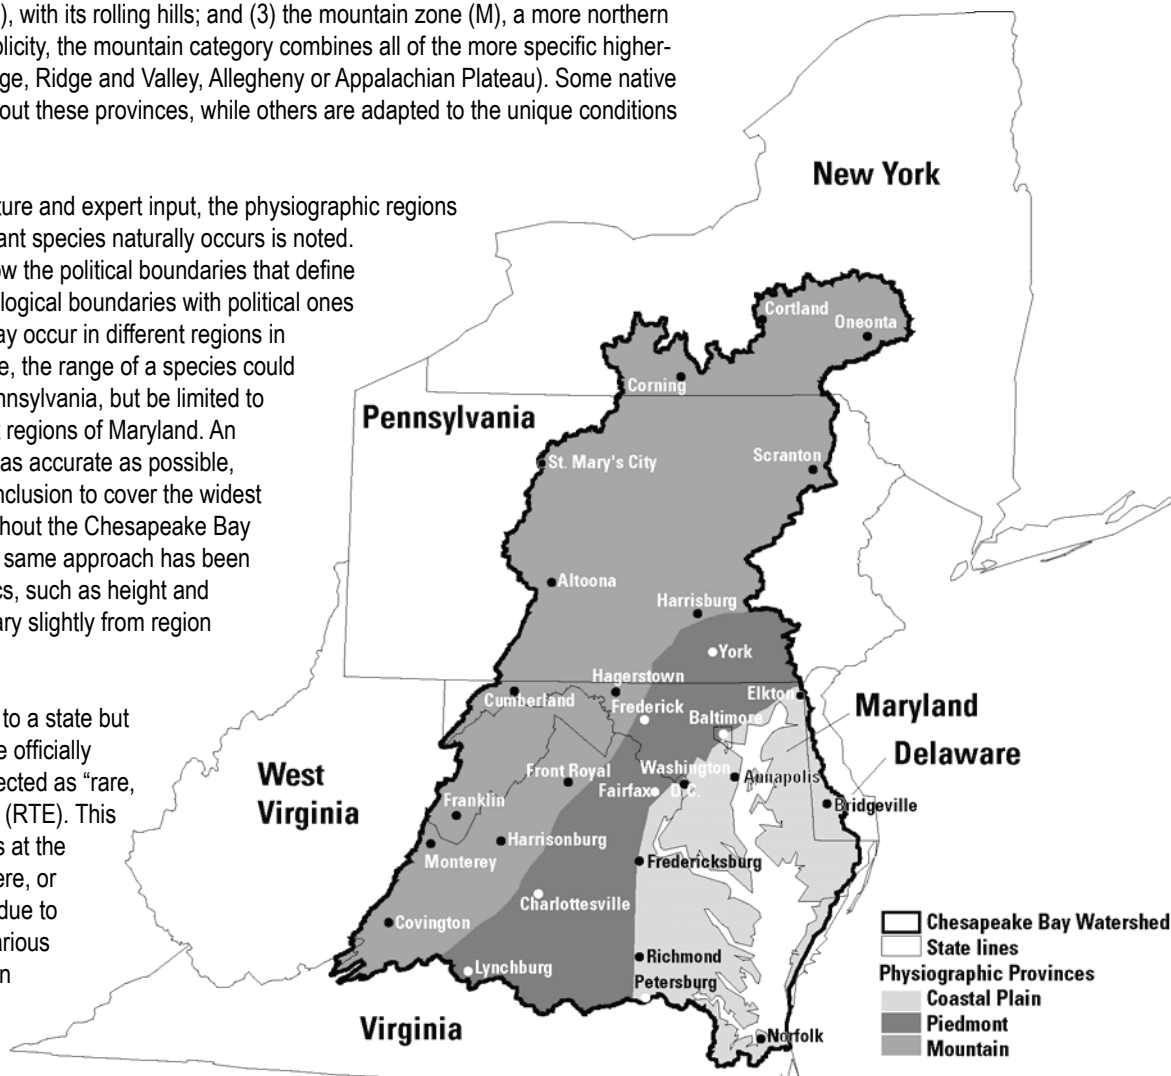 ), with its rolling hills; and (3) the mountain zone (M), a more northern
plicity, the mountain category combines all of the more specific higher-
ge, Ridge and Valley, Allegheny or Appalachian Plateau). Some native
out these provinces, while others are adapted to the unique conditions
ture and expert input, the physiographic regions
ant species naturally occurs is noted.
ow the political boundaries that define
logical boundaries with political ones
ay occur in different regions in
e, the range of a species could
nnsylvania, but be limited to
t regions of Maryland. An
as accurate as possible,
nclusion to cover the widest
hout the Chesapeake Bay
same approach has been
cs, such as height and
ary slightly from region
to a state but
e officially
ected as “rare,
(RTE). This
s at the
ere, or
due to
arious
n
New York
Cortland
Oneonta
Corning
Pennsylvania
St. Mary's City
Scranton
Altoona
Harrisburg
York
Hagerstown
Cumberland
Frederick
Elkton
Baltimore
Maryland
Delaware
West
Virginia
Front Royal
Washington
D.C.
Fairfax
Annapolis
Bridgeville
Franklin
Harrisonburg
Monterey
Fredericksburg
Charlottesville
Covington
Richmond
Petersburg
Lynchburg
Virginia
Norfolk
Chesapeake Bay Watershed
State lines
Physiographic Provinces
Coastal Plain
Piedmont
Mountain